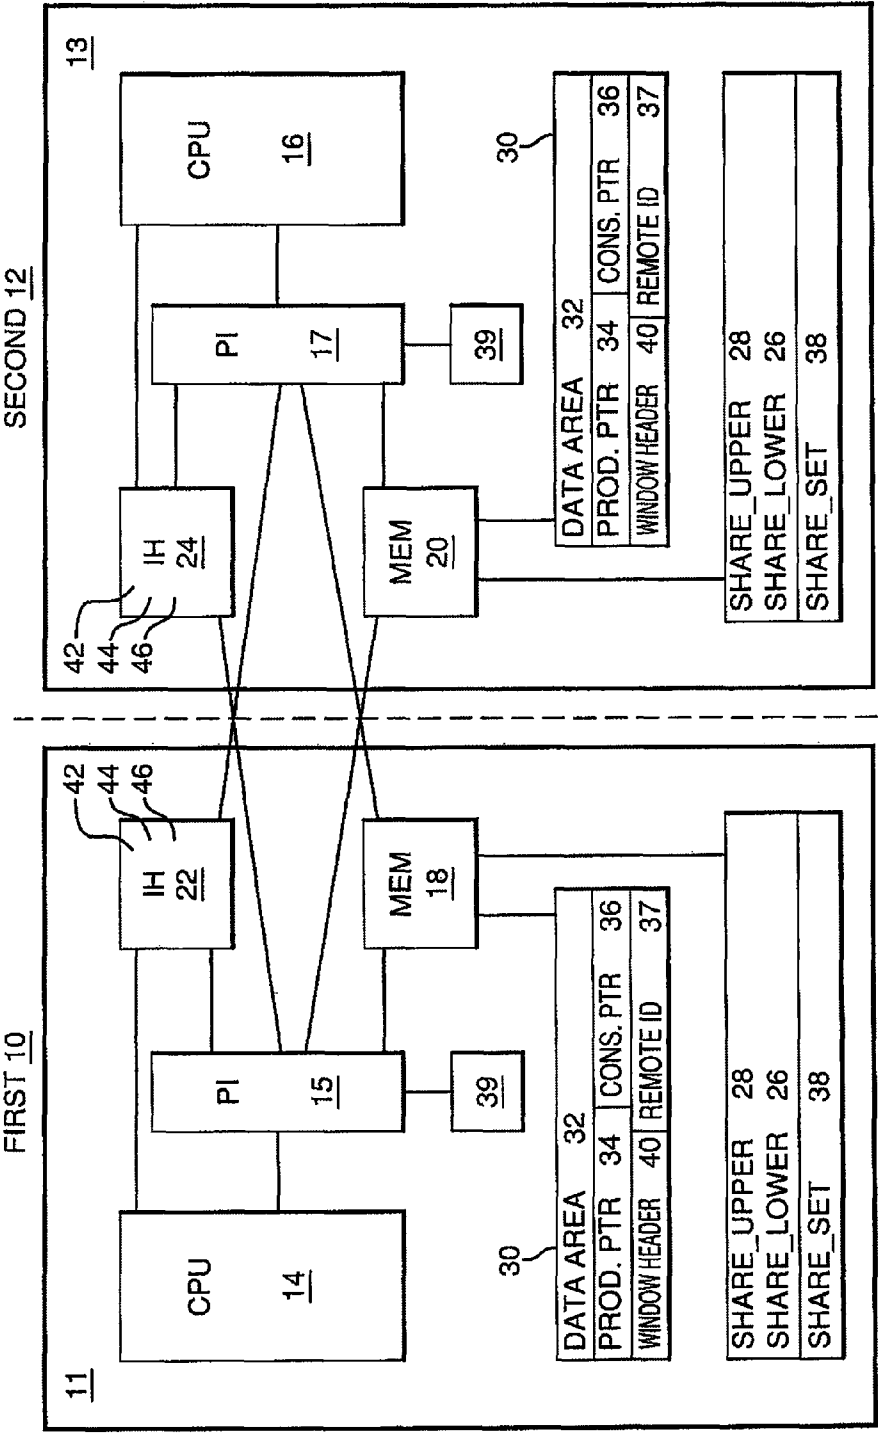 FIRST 10
11
CPU
14
PI
15
39
IH
22
42
44
46
MEM
18
30
DATA AREA 32
PROD. PTR 34 CONS. PTR 36
WINDOW HEADER 40 REMOTE ID 37
SHARE_UPPER 28
SHARE_LOWER 26
SHARE_SET 38
SECOND 12
13
42
44
46
IH
24
PI
17
39
CPU
16
MEM
20
30
DATA AREA 32
PROD. PTR 34 CONS. PTR 36
WINDOW HEADER 40 REMOTE ID 37
SHARE_UPPER 28
SHARE_LOWER 26
SHARE_SET 38